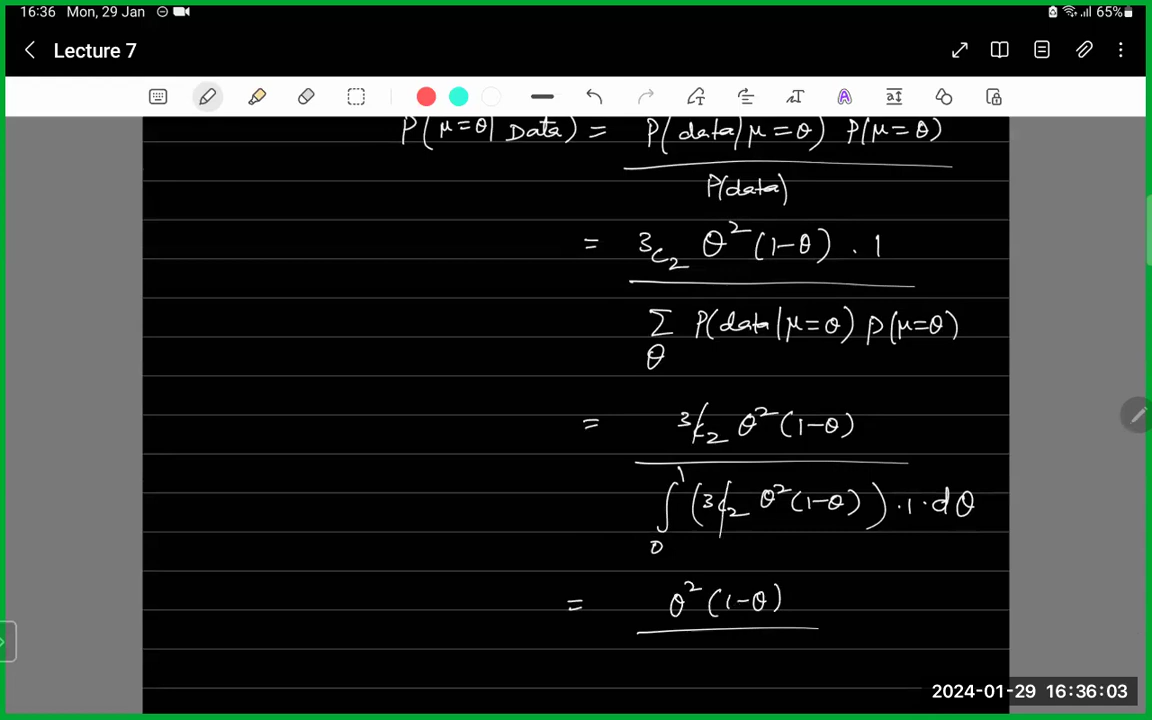 16:36 Mon, 29 Jan 65%
Lecture 7
P(μ=θ| Data) = P(data|μ=θ) P(μ=θ)
P(data)
= 3C2 θ²(1-θ) . 1
Σ P(data|μ=θ) P(μ=θ)
θ
= 3C2 θ²(1-θ)
∫₀¹ (3C2 θ²(1-θ)) . 1 . dθ
= θ²(1-θ)
2024-01-29 16:36:03